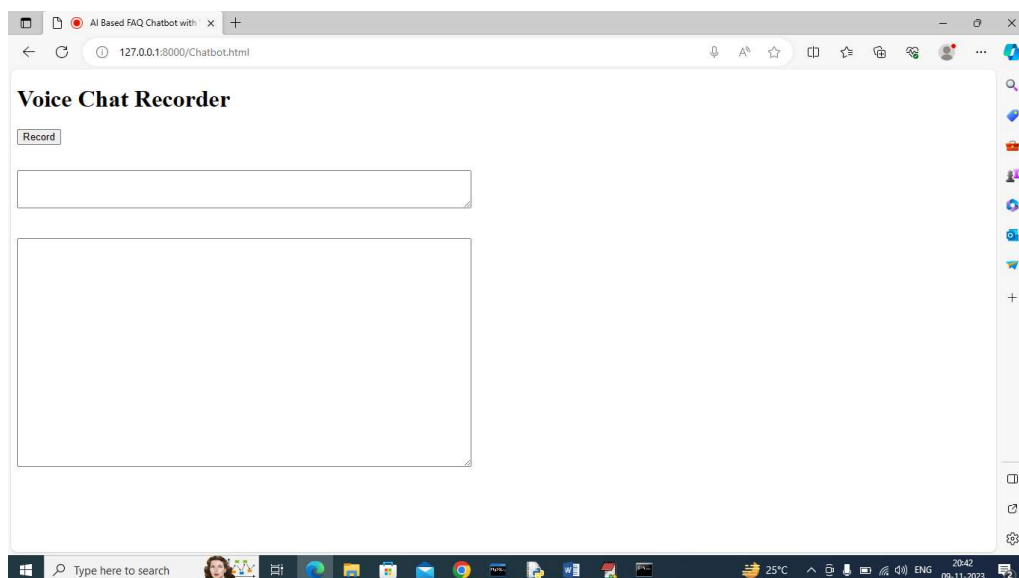 AI Based FAQ Chatbot with
127.0.0.1:8000/Chatbot.html
Voice Chat Recorder
Record
Type here to search
25°C
ENG
20:42
09-11-2023